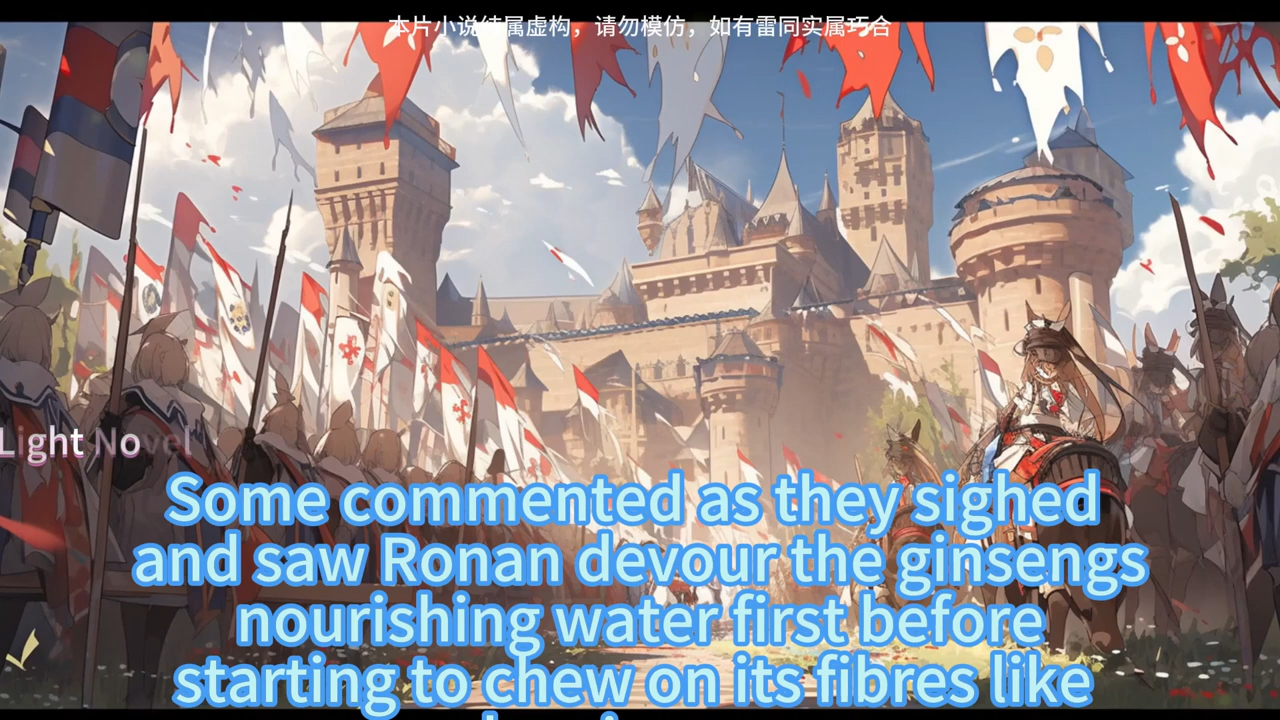 本片小说纯属虚构，请勿模仿，如有雷同实属巧合
Light Novel
Some commented as they sighed
and saw Ronan devour the ginsengs
nourishing water first before
starting to chew on its fibres like